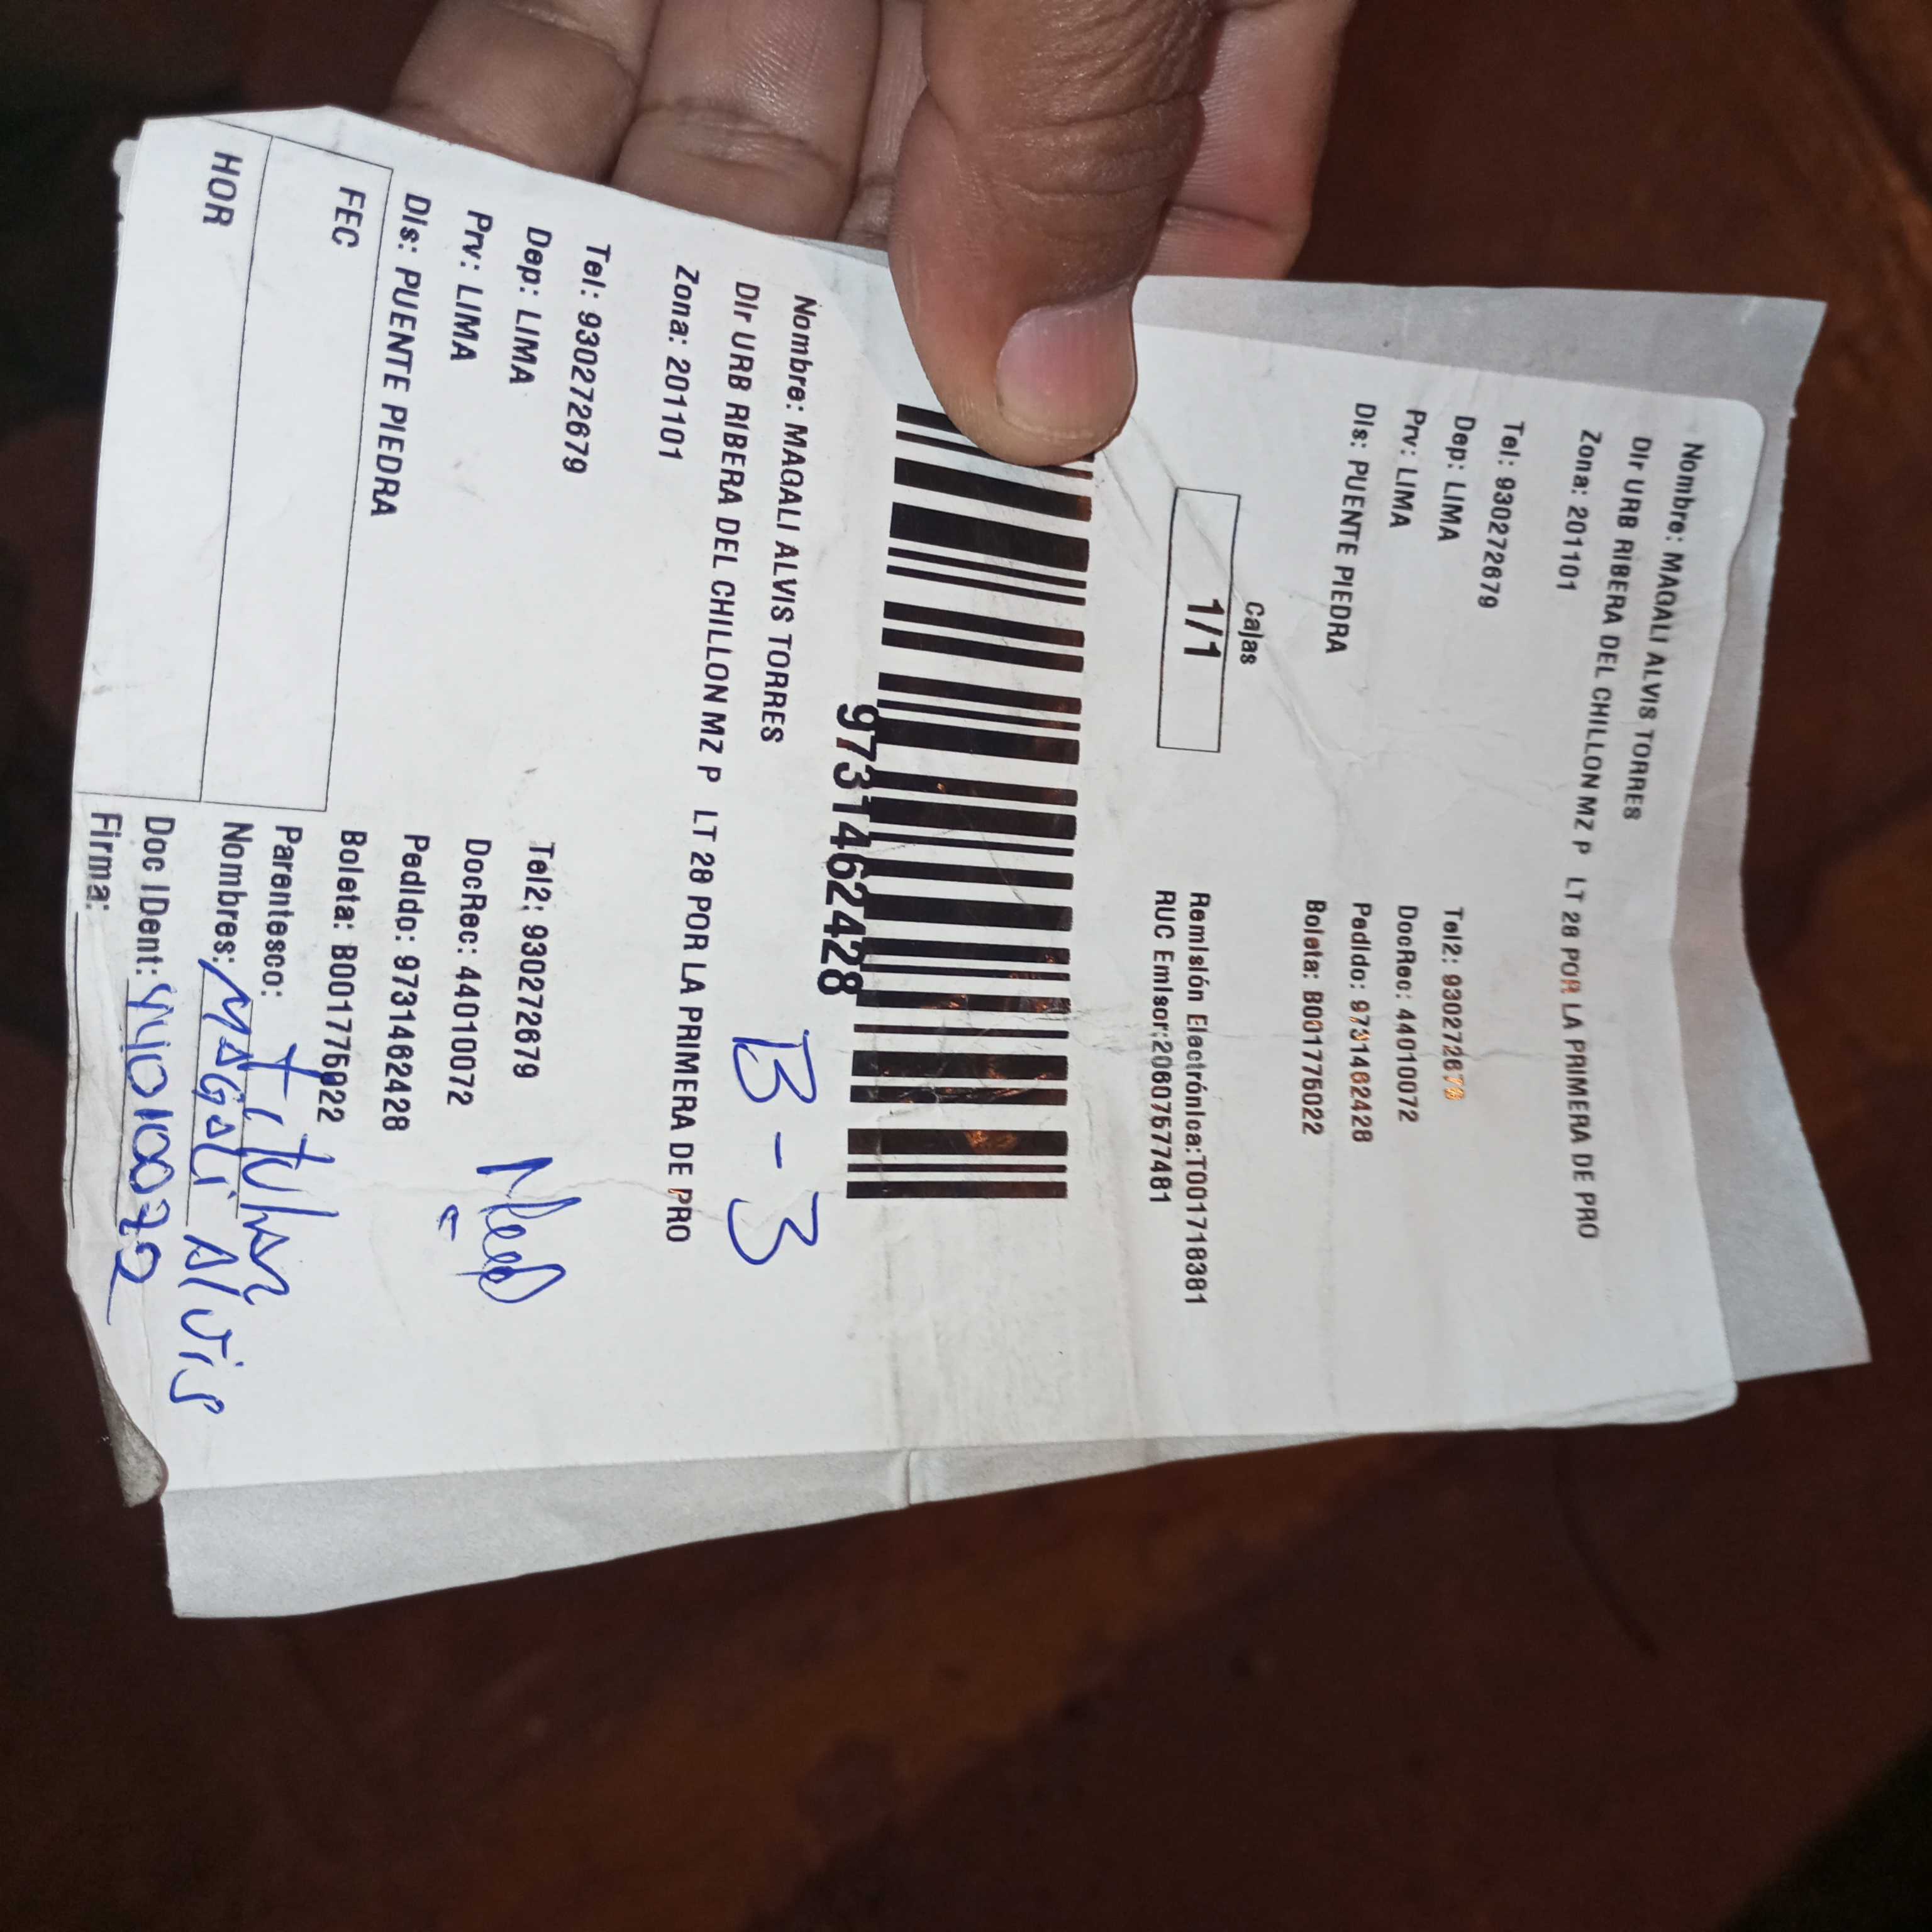 Nombre: MAGALI ALVIS TORRES
Dir URB RIBERA DEL CHILLON MZ P LT 28 POR LA PRIMERA DE PRO
Zona: 201101
Tel: 930272679 Tel2: 930272679
Dep: LIMA DocRec: 44010072
Prv: LIMA Pedido: 9731462428
Dis: PUENTE PIEDRA Boleta: B001775022
Cajas
1/1
Remisión Electrónica:T001718381
RUC Emisor:20607577481
9731462428
B-3
Nombre: MAGALI ALVIS TORRES
Dir URB RIBERA DEL CHILLON MZ P LT 28 POR LA PRIMERA DE PRO
Zona: 201101
Tel: 930272679 Tel2: 930272679
Dep: LIMA DocRec: 44010072
Prv: LIMA Pedido: 9731462428
Dis: PUENTE PIEDRA Boleta: B001775022
FEC Parentesco: titular
HOR Nombres: MAGALI Alvis
Doc IDent: 44010072
Firma: